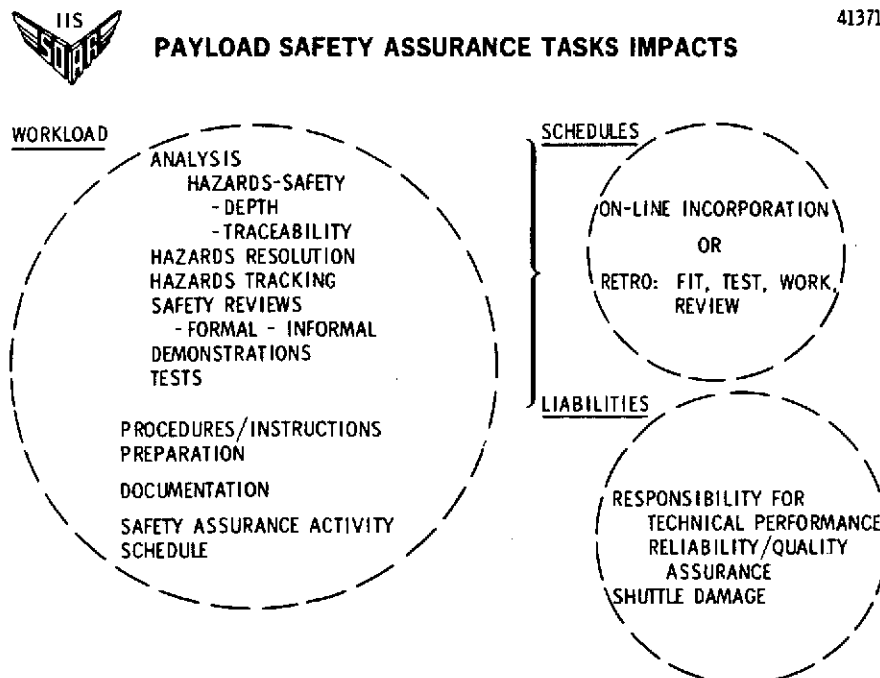 IIS
SOAR
41371
PAYLOAD SAFETY ASSURANCE TASKS IMPACTS
WORKLOAD
ANALYSIS
HAZARDS-SAFETY
- DEPTH
- TRACEABILITY
HAZARDS RESOLUTION
HAZARDS TRACKING
SAFETY REVIEWS
- FORMAL - INFORMAL
DEMONSTRATIONS
TESTS
PROCEDURES/INSTRUCTIONS
PREPARATION
DOCUMENTATION
SAFETY ASSURANCE ACTIVITY
SCHEDULE
SCHEDULES
ON-LINE INCORPORATION
OR
RETRO: FIT, TEST, WORK,
REVIEW
LIABILITIES
RESPONSIBILITY FOR
TECHNICAL PERFORMANCE
RELIABILITY/QUALITY
ASSURANCE
SHUTTLE DAMAGE